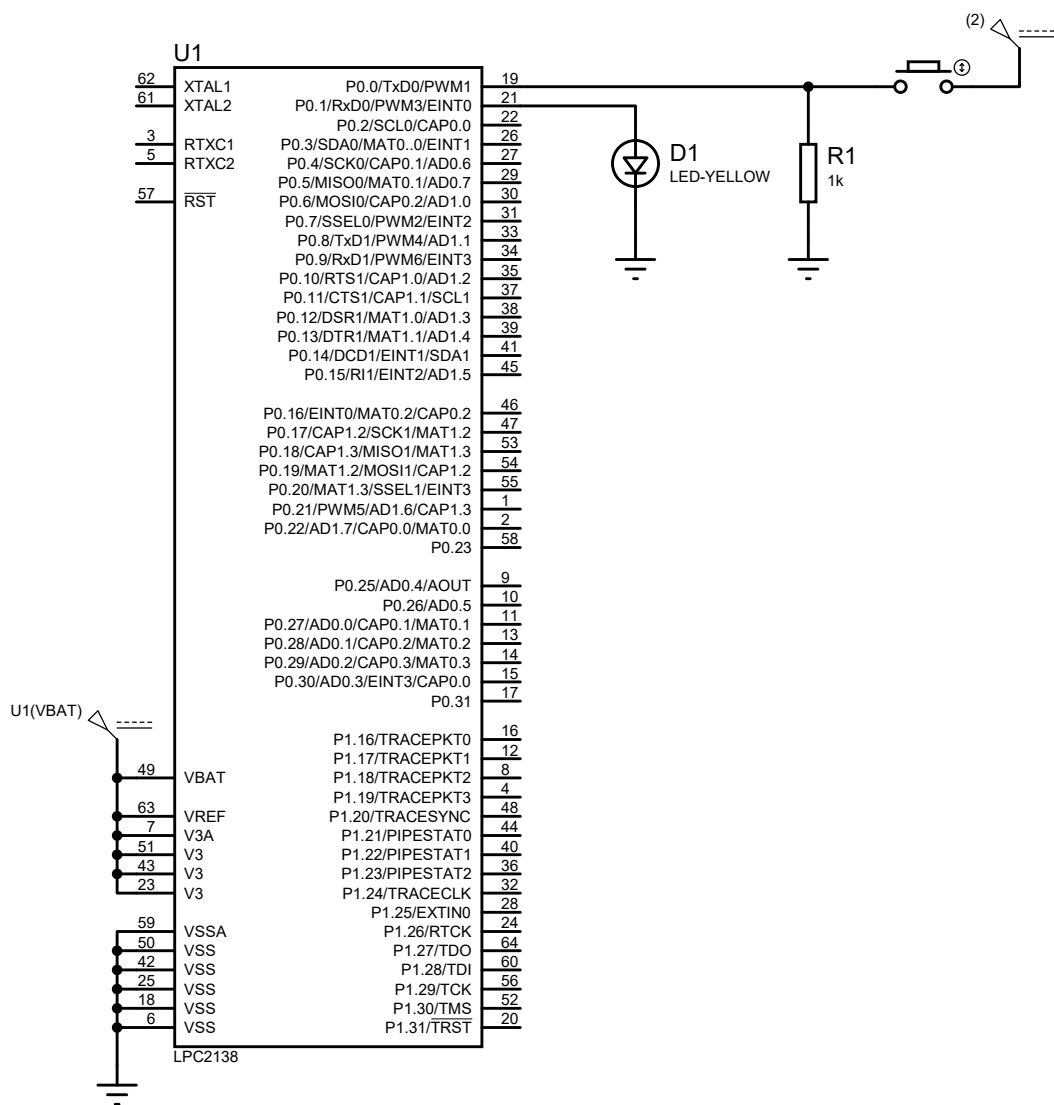 (2)
U1
62 XTAL1 P0.0/TxD0/PWM1 19
61 XTAL2 P0.1/RxD0/PWM3/EINT0 21
P0.2/SCL0/CAP0.0 22
3 RTXC1 P0.3/SDA0/MAT0..0/EINT1 26
5 RTXC2 P0.4/SCK0/CAP0.1/AD0.6 27
P0.5/MISO0/MAT0.1/AD0.7 29
57 RST P0.6/MOSI0/CAP0.2/AD1.0 30
P0.7/SSEL0/PWM2/EINT2 31
P0.8/TxD1/PWM4/AD1.1 33
P0.9/RxD1/PWM6/EINT3 34
P0.10/RTS1/CAP1.0/AD1.2 35
P0.11/CTS1/CAP1.1/SCL1 37
P0.12/DSR1/MAT1.0/AD1.3 38
P0.13/DTR1/MAT1.1/AD1.4 39
P0.14/DCD1/EINT1/SDA1 41
P0.15/RI1/EINT2/AD1.5 45
D1
LED-YELLOW
R1
1k
P0.16/EINT0/MAT0.2/CAP0.2 46
P0.17/CAP1.2/SCK1/MAT1.2 47
P0.18/CAP1.3/MISO1/MAT1.3 53
P0.19/MAT1.2/MOSI1/CAP1.2 54
P0.20/MAT1.3/SSEL1/EINT3 55
P0.21/PWM5/AD1.6/CAP1.3 1
P0.22/AD1.7/CAP0.0/MAT0.0 2
P0.23 58
P0.25/AD0.4/AOUT 9
P0.26/AD0.5 10
P0.27/AD0.0/CAP0.1/MAT0.1 11
P0.28/AD0.1/CAP0.2/MAT0.2 13
P0.29/AD0.2/CAP0.3/MAT0.3 14
P0.30/AD0.3/EINT3/CAP0.0 15
P0.31 17
U1(VBAT)
P1.16/TRACEPKT0 16
P1.17/TRACEPKT1 12
49 VBAT P1.18/TRACEPKT2 8
P1.19/TRACEPKT3 4
63 VREF P1.20/TRACESYNC 48
7 V3A P1.21/PIPESTAT0 44
51 V3 P1.22/PIPESTAT1 40
43 V3 P1.23/PIPESTAT2 36
23 V3 P1.24/TRACECLK 32
P1.25/EXTIN0 28
59 VSSA P1.26/RTCK 24
50 VSS P1.27/TDO 64
42 VSS P1.28/TDI 60
25 VSS P1.29/TCK 56
18 VSS P1.30/TMS 52
6 VSS P1.31/TRST 20
LPC2138